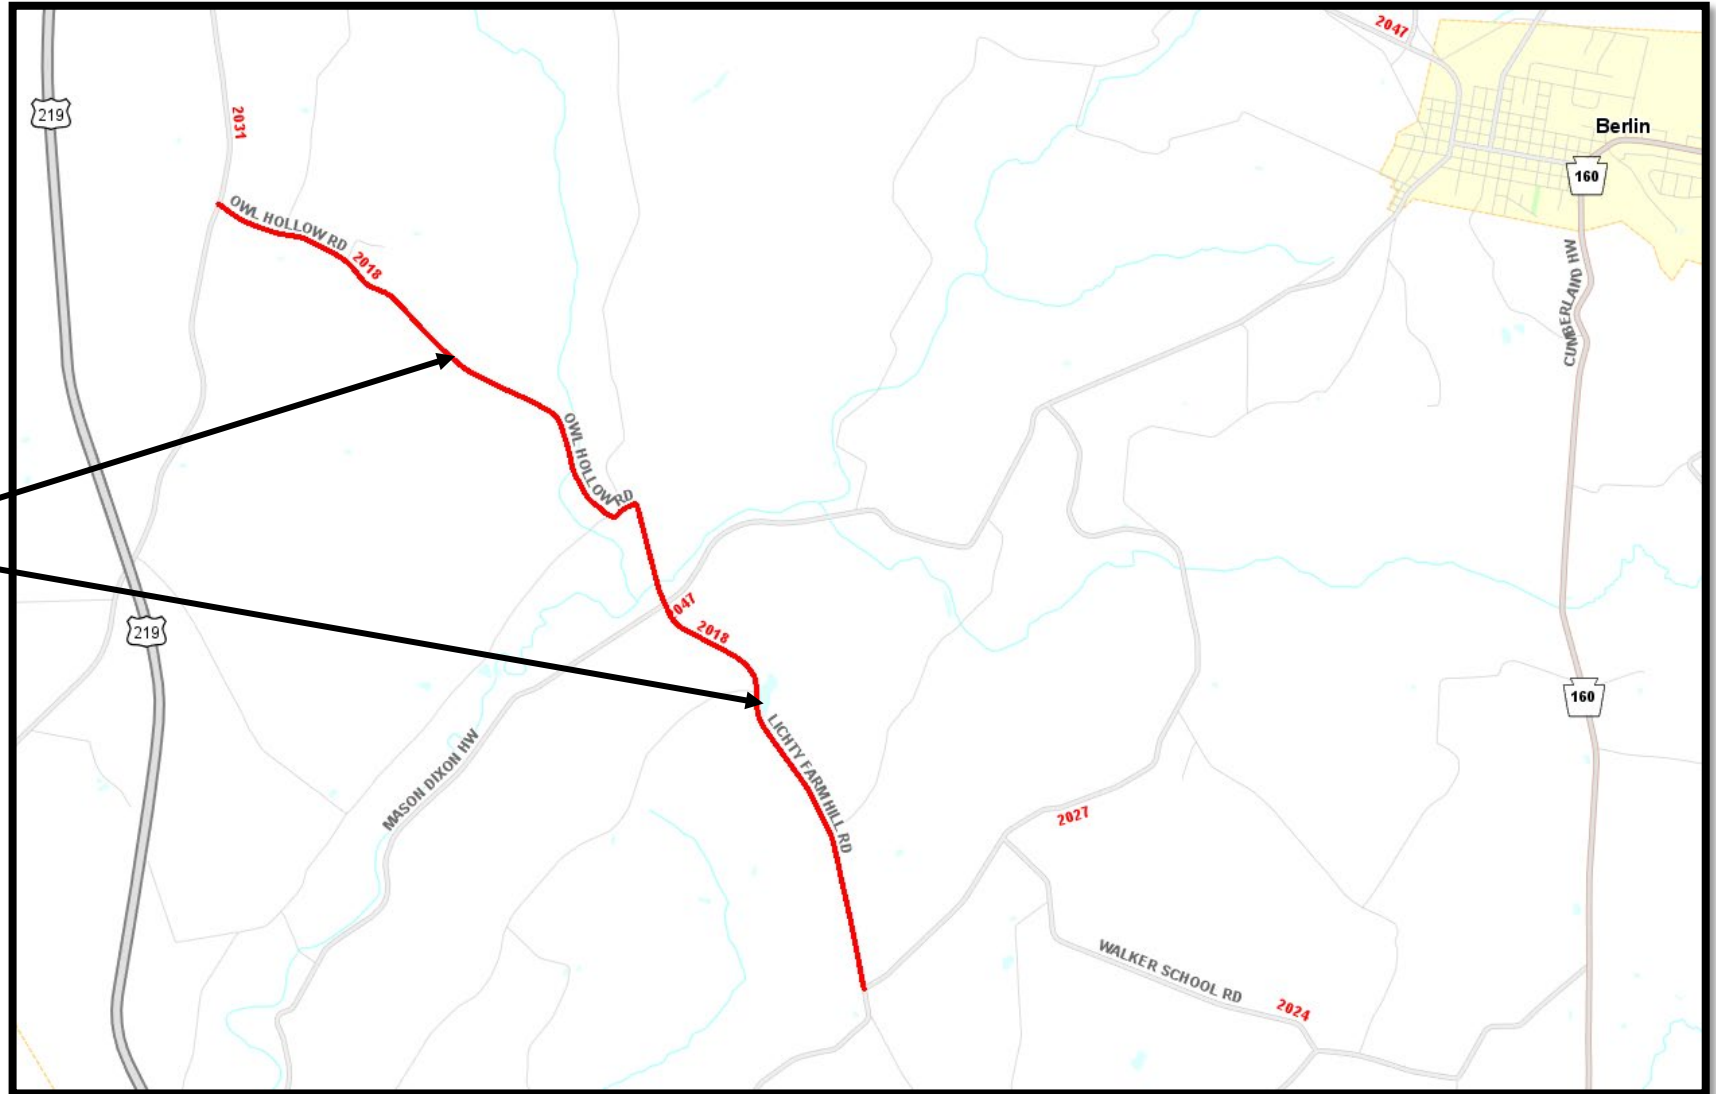 2047
219
2031
Berlin
160
OWL HOLLOW RD
2018
CUMBERLAND HW
OWL HOLLOW RD
047
2018
219
160
LICHTY FARM HILL RD
MASON DIXON HW
2027
WALKER SCHOOL RD
2024